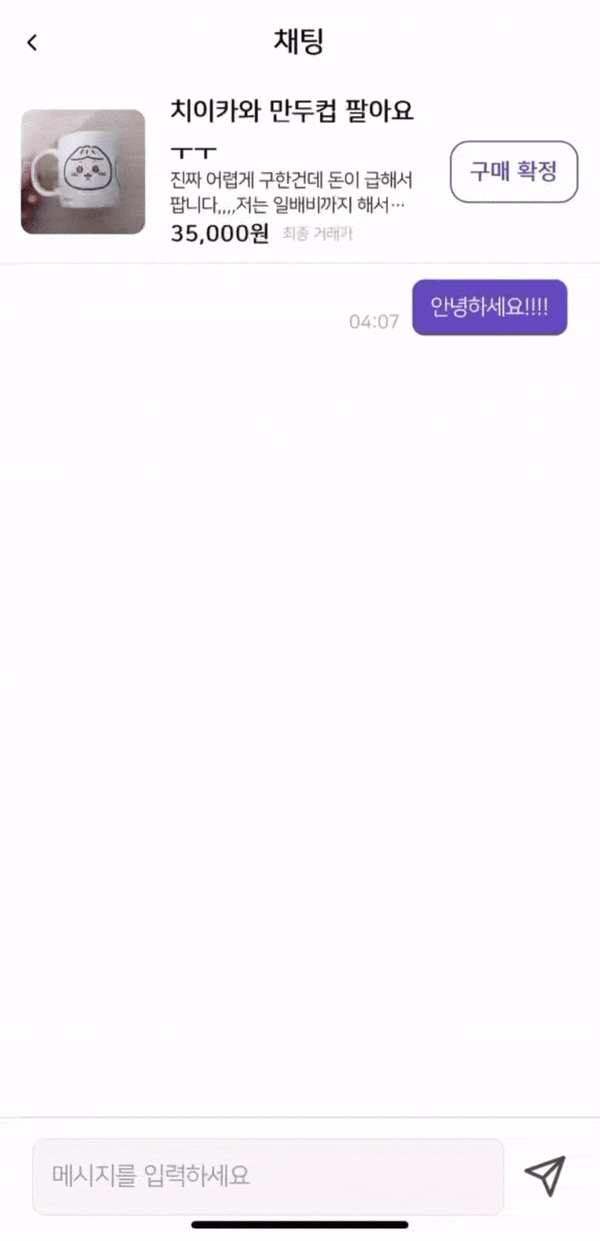 채팅
치이카와 만두컵 팔아요
ㅜㅜ
진짜 어렵게 구한건데 돈이 급해서
팝니다,,,,저는 일배비까지 해서…
35,000원 최종 거래가
구매 확정
04:07 안녕하세요!!!!
메시지를 입력하세요